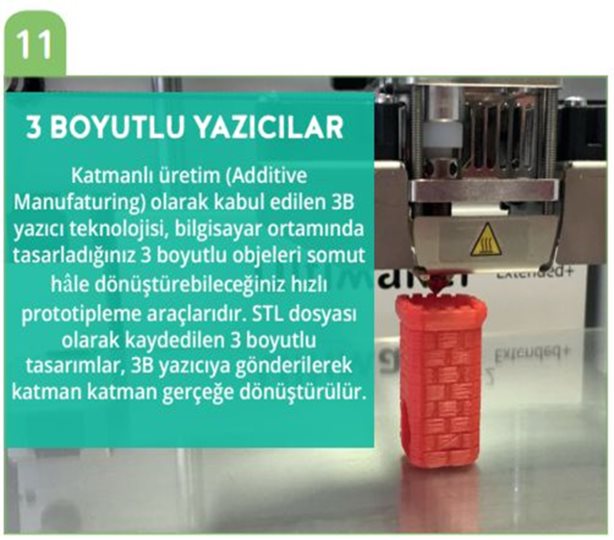 11
3 BOYUTLU YAZICILAR
Katmanlı üretim (Additive
Manufaturing) olarak kabul edilen 3B
yazıcı teknolojisi, bilgisayar ortamında
tasarladığınız 3 boyutlu objeleri somut
hâle dönüştürebileceğiniz hızlı
prototipleme araçlarıdır. STL dosyası
olarak kaydedilen 3 boyutlu
tasarımlar, 3B yazıcıya gönderilerek
katman katman gerçeğe dönüştürülür.
Extended+
2
Extended+